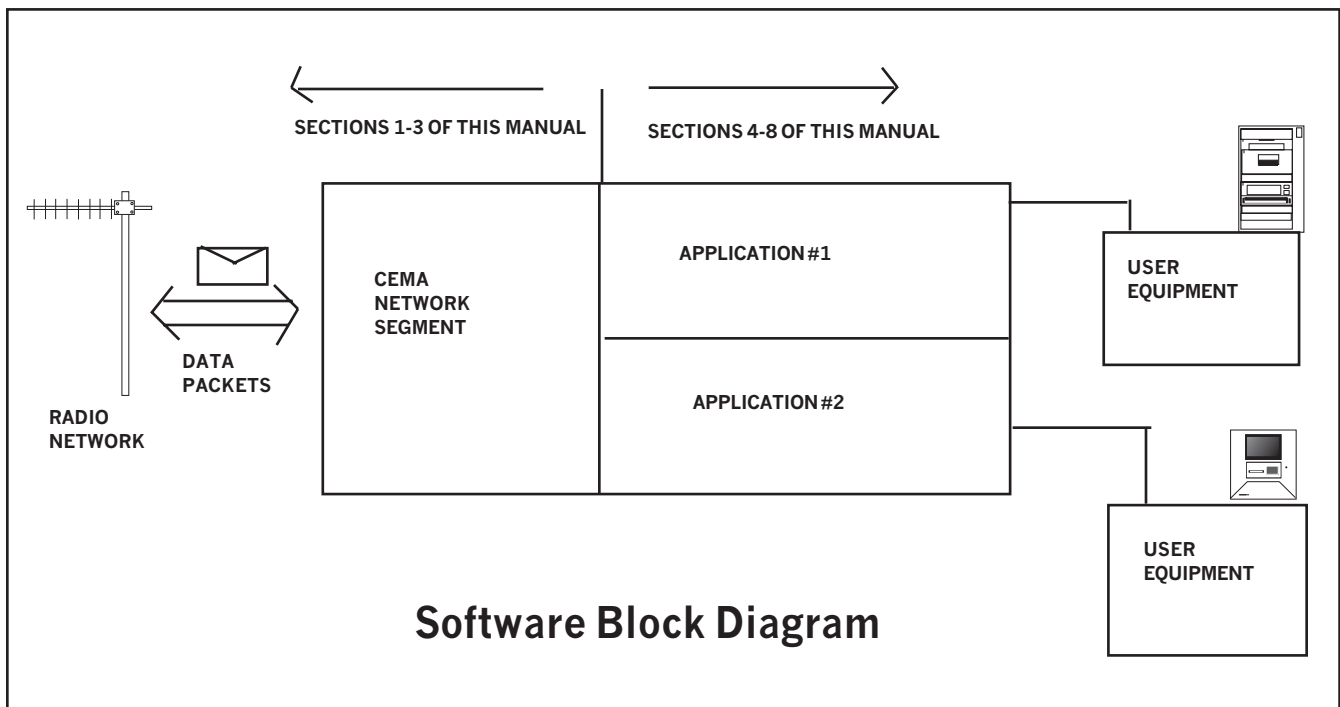 SECTIONS 1-3 OF THIS MANUAL
SECTIONS 4-8 OF THIS MANUAL
RADIO
NETWORK
DATA
PACKETS
CEMA
NETWORK
SEGMENT
APPLICATION #1
APPLICATION #2
USER
EQUIPMENT
USER
EQUIPMENT
Software Block Diagram